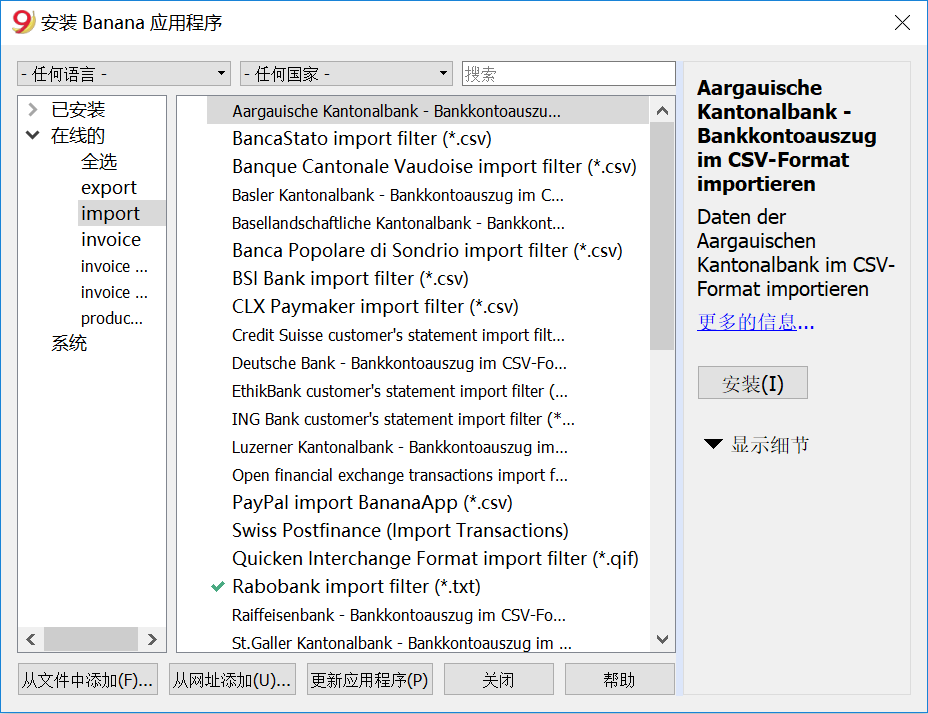 安装 Banana 应用程序
- 任何语言 -
- 任何国家 -
搜索
已安装
在线的
全选
export
import
invoice
invoice ...
invoice ...
produc...
系统
Aargauische Kantonalbank - Bankkontoauszu...
BancaStato import filter (*.csv)
Banque Cantonale Vaudoise import filter (*.csv)
Basler Kantonalbank - Bankkontoauszug im C...
Basellandschaftliche Kantonalbank - Bankkont...
Banca Popolare di Sondrio import filter (*.csv)
BSI Bank import filter (*.csv)
CLX Paymaker import filter (*.csv)
Credit Suisse customer's statement import filt...
Deutsche Bank - Bankkontoauszug im CSV-Fo...
EthikBank customer's statement import filter (...
ING Bank customer's statement import filter (*...
Luzerner Kantonalbank - Bankkontoauszug im...
Open financial exchange transactions import f...
PayPal import BananaApp (*.csv)
Swiss Postfinance (Import Transactions)
Quicken Interchange Format import filter (*.qif)
Rabobank import filter (*.txt)
Raiffeisenbank - Bankkontoauszug im CSV-Fo...
St.Galler Kantonalbank - Bankkontoauszug im ...
Aargauische
Kantonalbank -
Bankkontoauszug
im CSV-Format
importieren
Daten der
Aargauischen
Kantonalbank im CSV-
Format importieren
更多的信息...
安装(I)
显示细节
从文件中添加(F)...
从网址添加(U)...
更新应用程序(P)
关闭
帮助